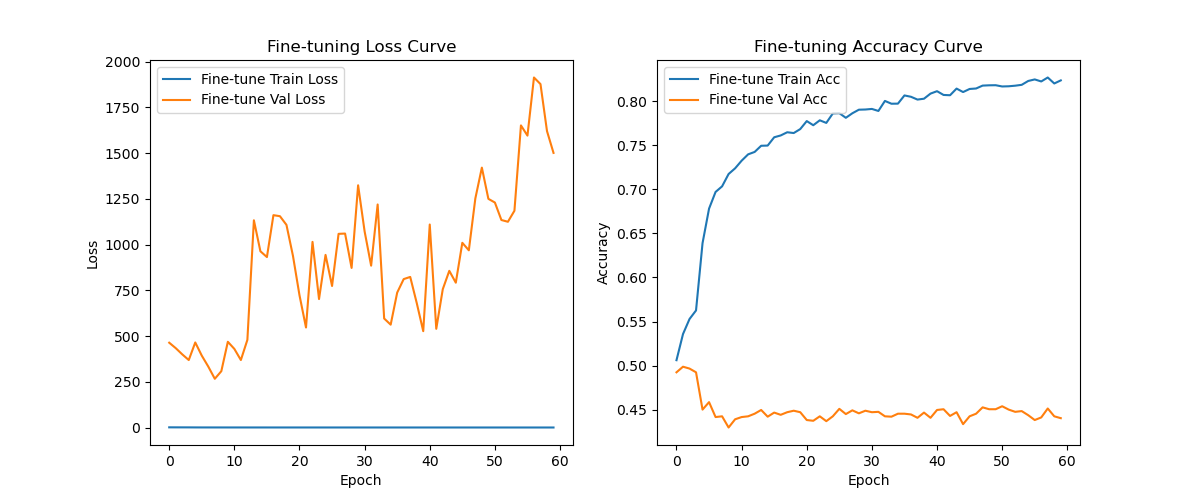 Fine-tuning Loss Curve
Fine-tune Train Loss
Fine-tune Val Loss
2000
1750
1500
1250
1000
750
500
250
0
Loss
0 10 20 30 40 50 60
Epoch
Fine-tuning Accuracy Curve
Fine-tune Train Acc
Fine-tune Val Acc
0.80
0.75
0.70
0.65
0.60
0.55
0.50
0.45
Accuracy
0 10 20 30 40 50 60
Epoch